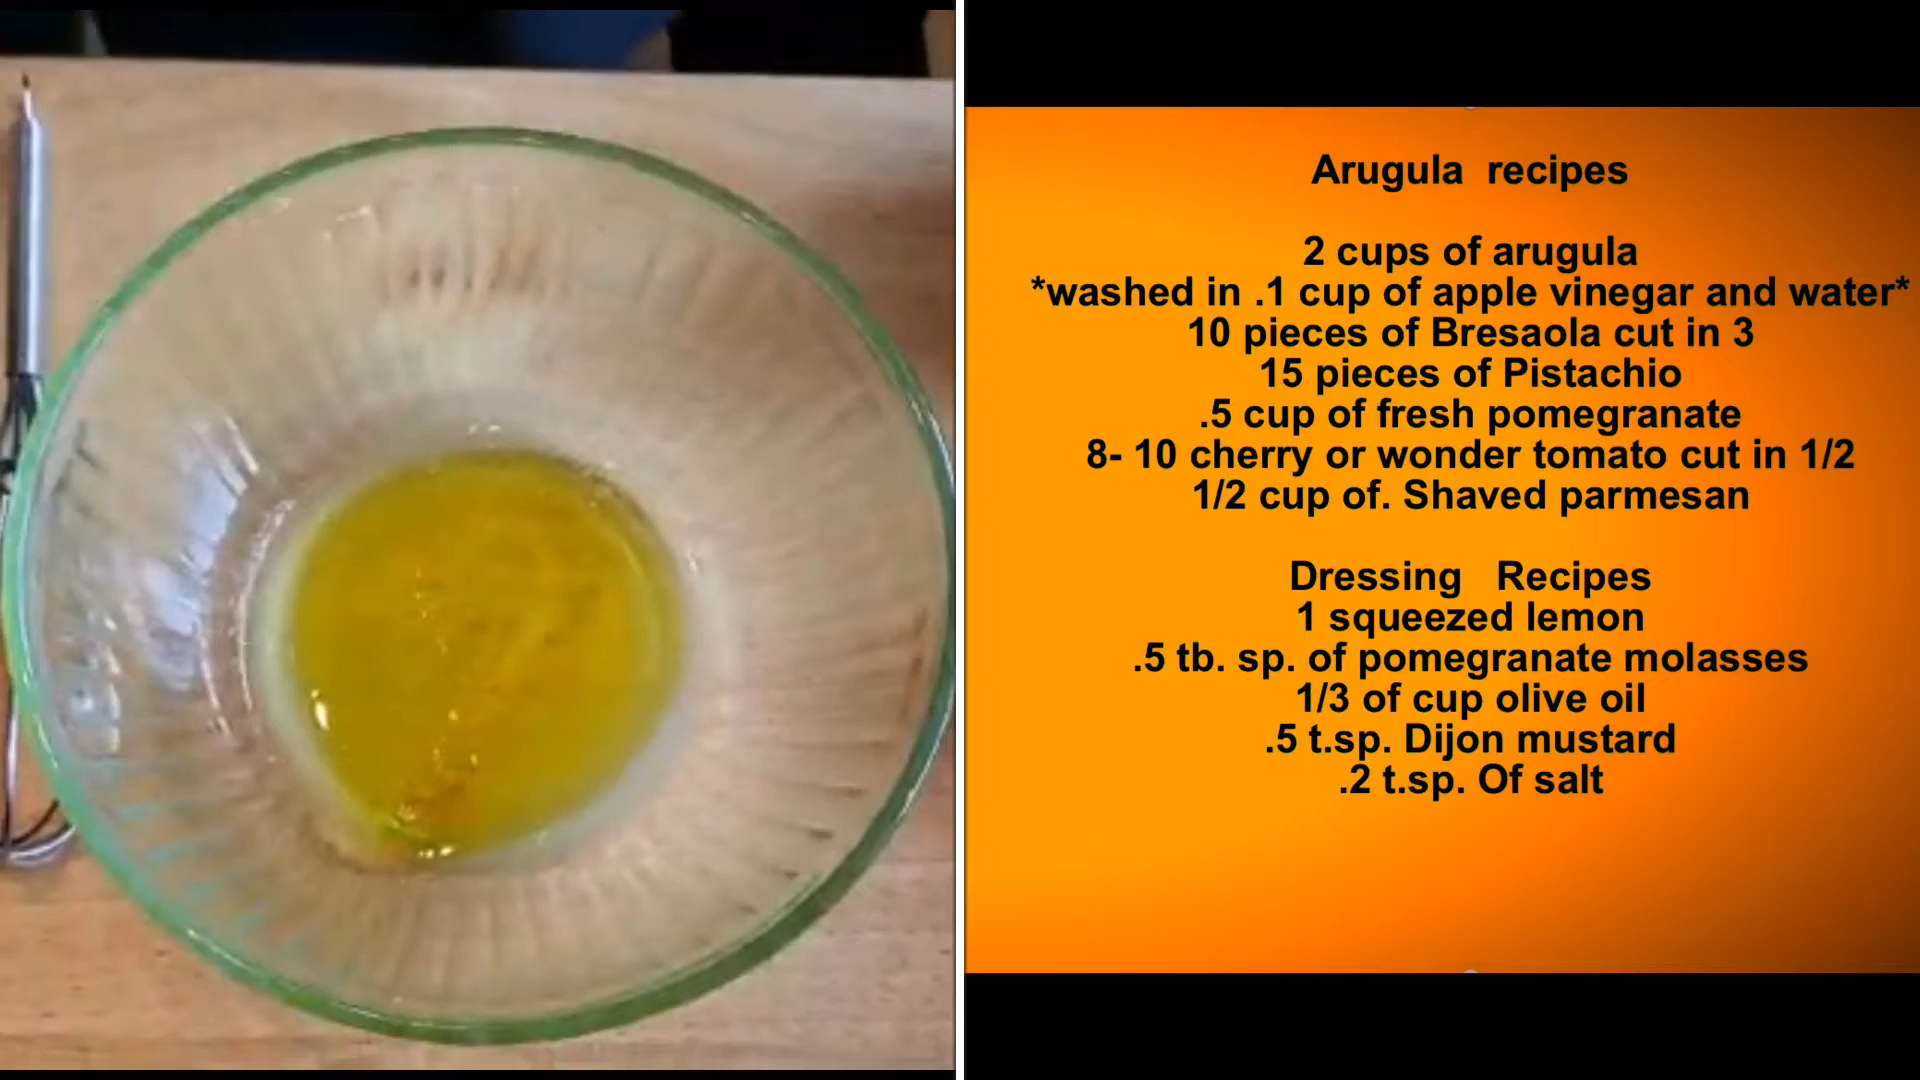 Arugula recipes
2 cups of arugula
*washed in .1 cup of apple vinegar and water*
10 pieces of Bresaola cut in 3
15 pieces of Pistachio
.5 cup of fresh pomegranate
8- 10 cherry or wonder tomato cut in 1/2
1/2 cup of. Shaved parmesan
Dressing Recipes
1 squeezed lemon
.5 tb. sp. of pomegranate molasses
1/3 of cup olive oil
.5 t.sp. Dijon mustard
.2 t.sp. Of salt